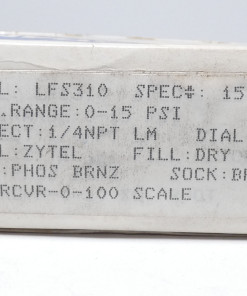 L: LFS310 SPEC#: 15
.RANGE:0-15 PSI
ECT:1/4NPT LM DIAL
L:ZYTEL FILL:DRY
:PHOS BRNZ SOCK:BR
RCVR-0-100 SCALE